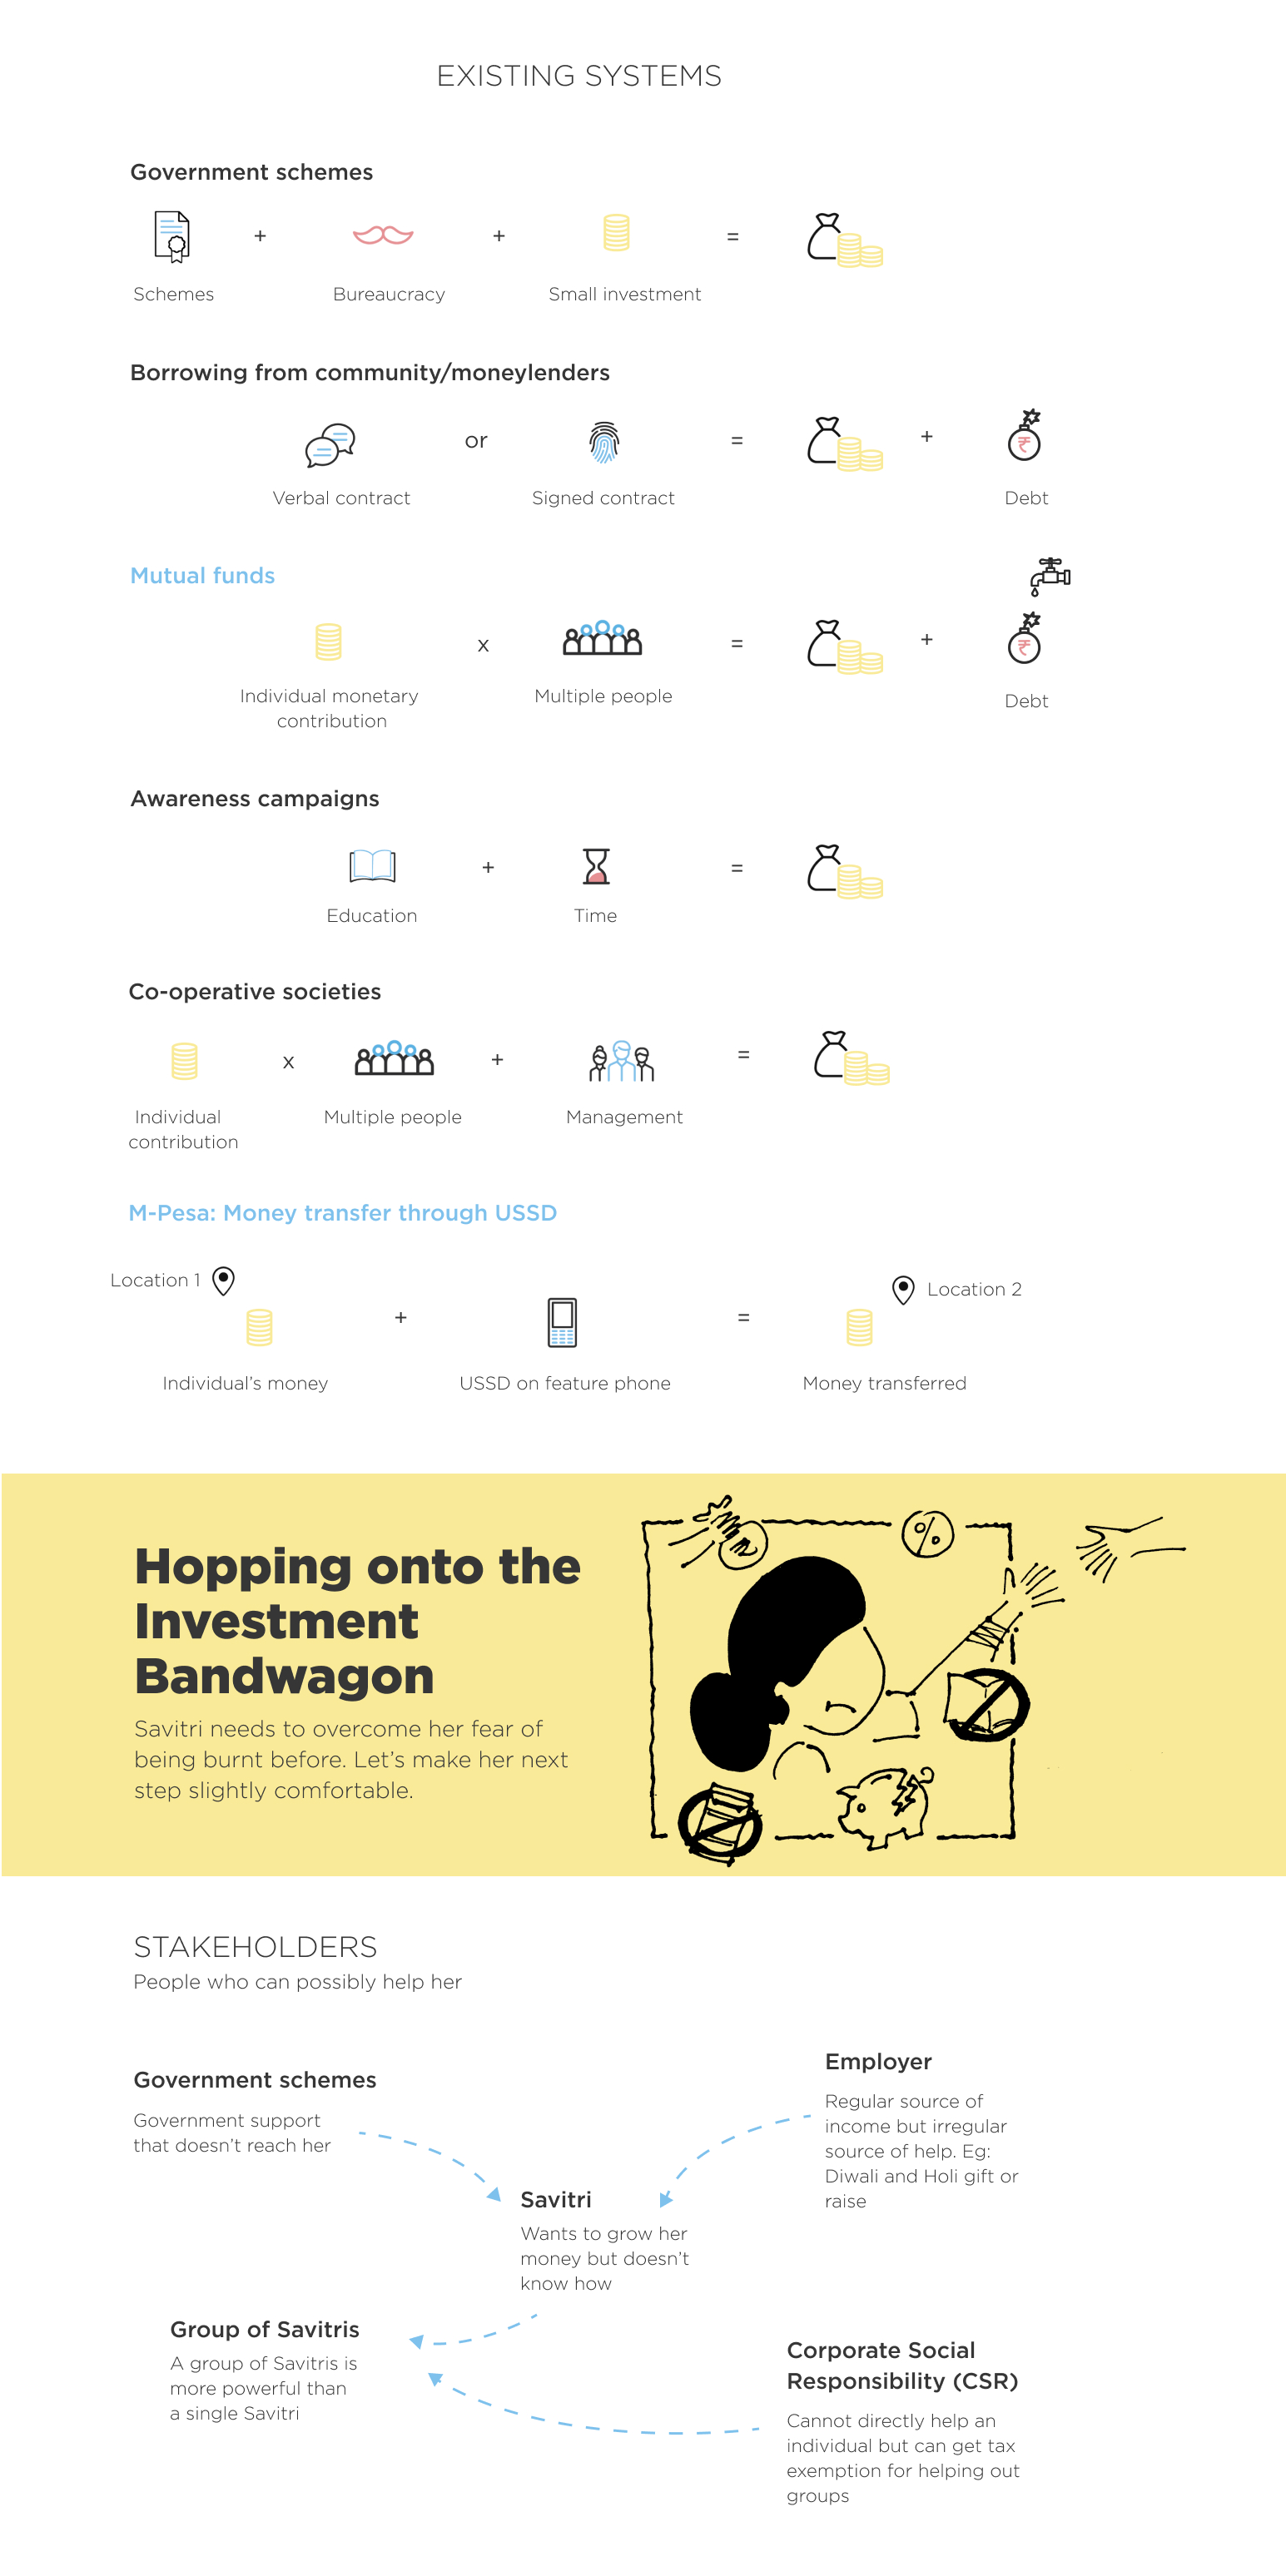 EXISTING SYSTEMS
Government schemes
+
+
=
Schemes
Bureaucracy
Small investment
Borrowing from community/moneylenders
or
=
+
₹
Verbal contract
Signed contract
Debt
Mutual funds
x
=
+
₹
Individual monetary
contribution
Multiple people
Debt
Awareness campaigns
+
=
Education
Time
Co-operative societies
x
+
=
Individual
contribution
Multiple people
Management
M-Pesa: Money transfer through USSD
Location 1
Location 2
+
=
Individual’s money
USSD on feature phone
Money transferred
Hopping onto the
Investment
Bandwagon
Savitri needs to overcome her fear of
being burnt before. Let’s make her next
step slightly comfortable.
%
STAKEHOLDERS
People who can possibly help her
Government schemes
Government support
that doesn’t reach her
Employer
Regular source of
income but irregular
source of help. Eg:
Diwali and Holi gift or
raise
Savitri
Wants to grow her
money but doesn’t
know how
Group of Savitris
A group of Savitris is
more powerful than
a single Savitri
Corporate Social
Responsibility (CSR)
Cannot directly help an
individual but can get tax
exemption for helping out
groups